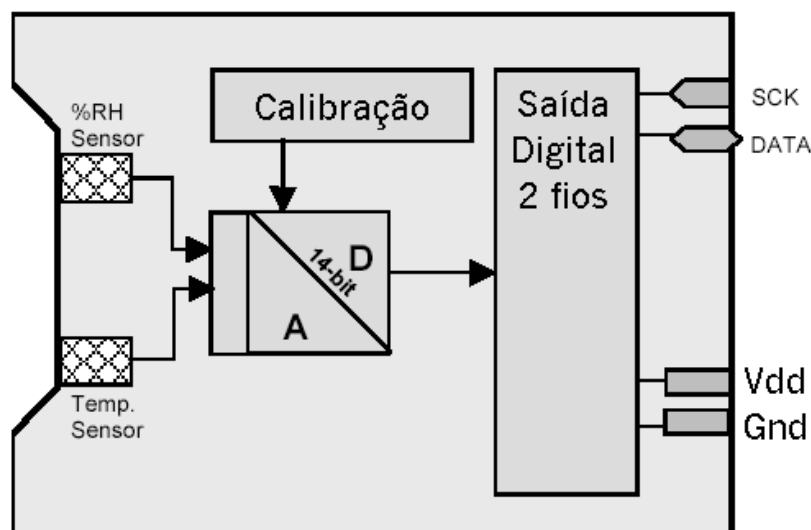 %RH
Sensor
Calibração
Saída
Digital
2 fios
SCK
DATA
14-bit
D
A
Temp.
Sensor
Vdd
Gnd